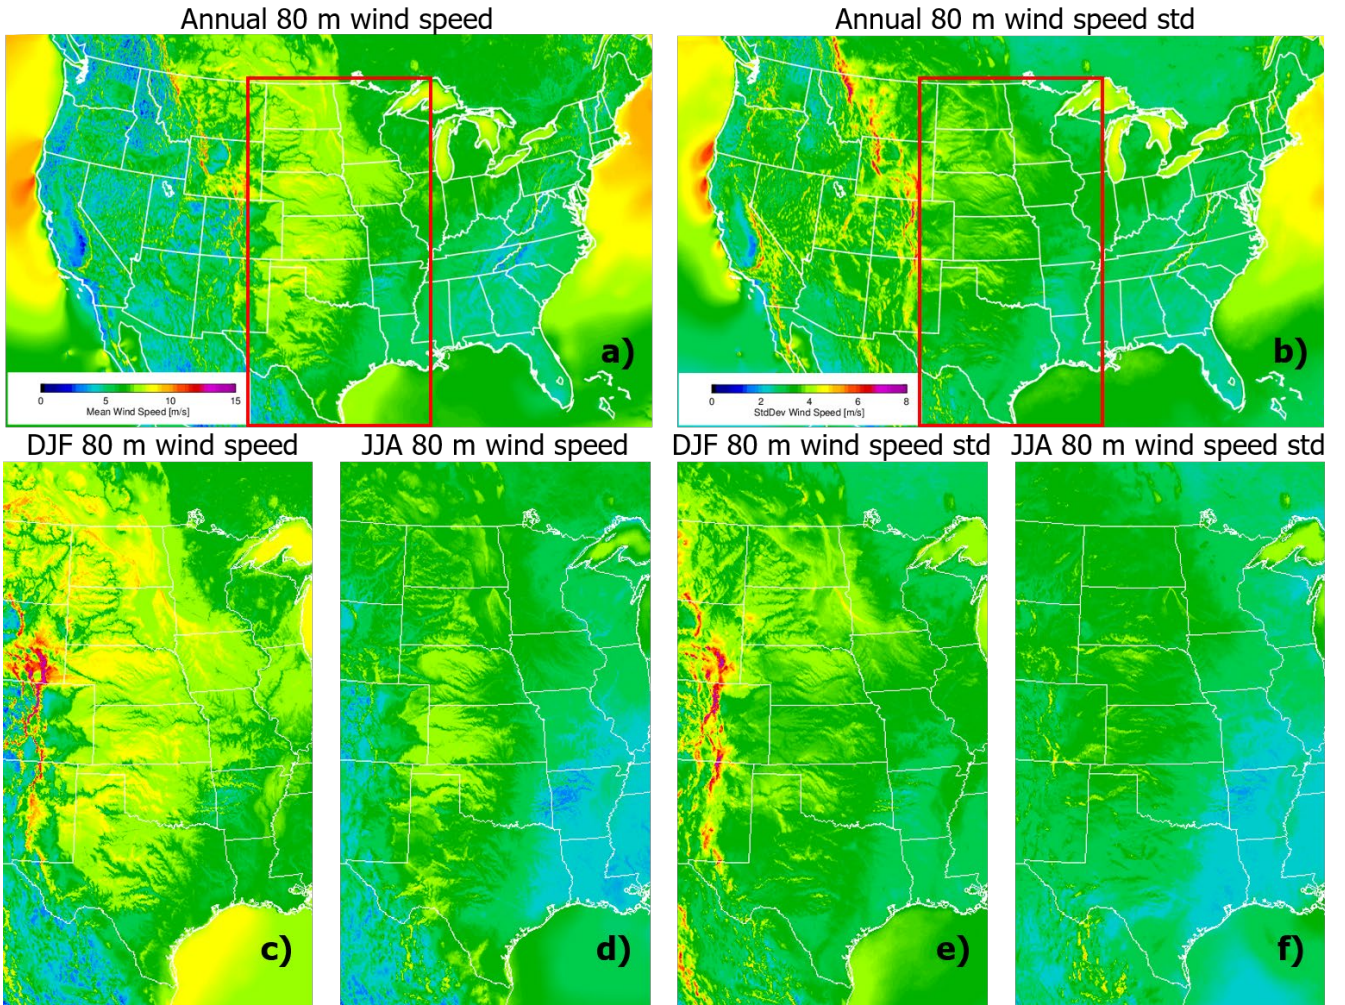 Annual 80 m wind speed
Annual 80 m wind speed std
a)
b)
0 5 10 15
Mean Wind Speed [m/s]
0 2 4 6 8
StdDev Wind Speed [m/s]
DJF 80 m wind speed
JJA 80 m wind speed
DJF 80 m wind speed std
JJA 80 m wind speed std
c)
d)
e)
f)